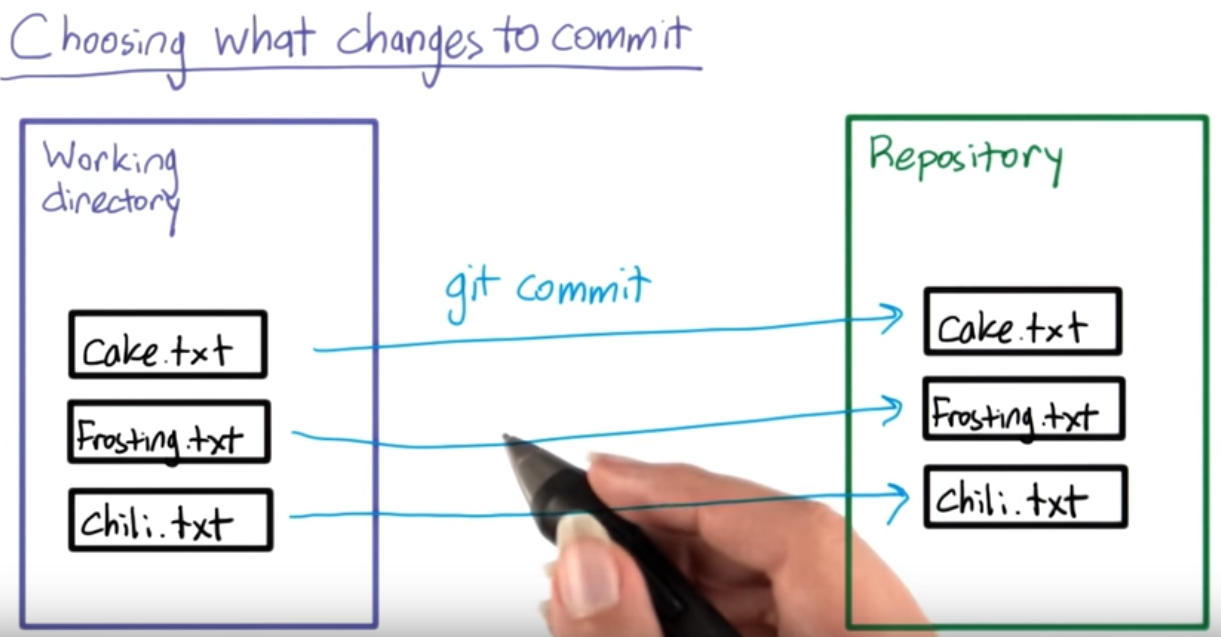 Choosing what changes to commit
Working
directory
Repository
git commit
Cake.txt
Cake.txt
Frosting.txt
Frosting.txt
Chili.txt
Chili.txt